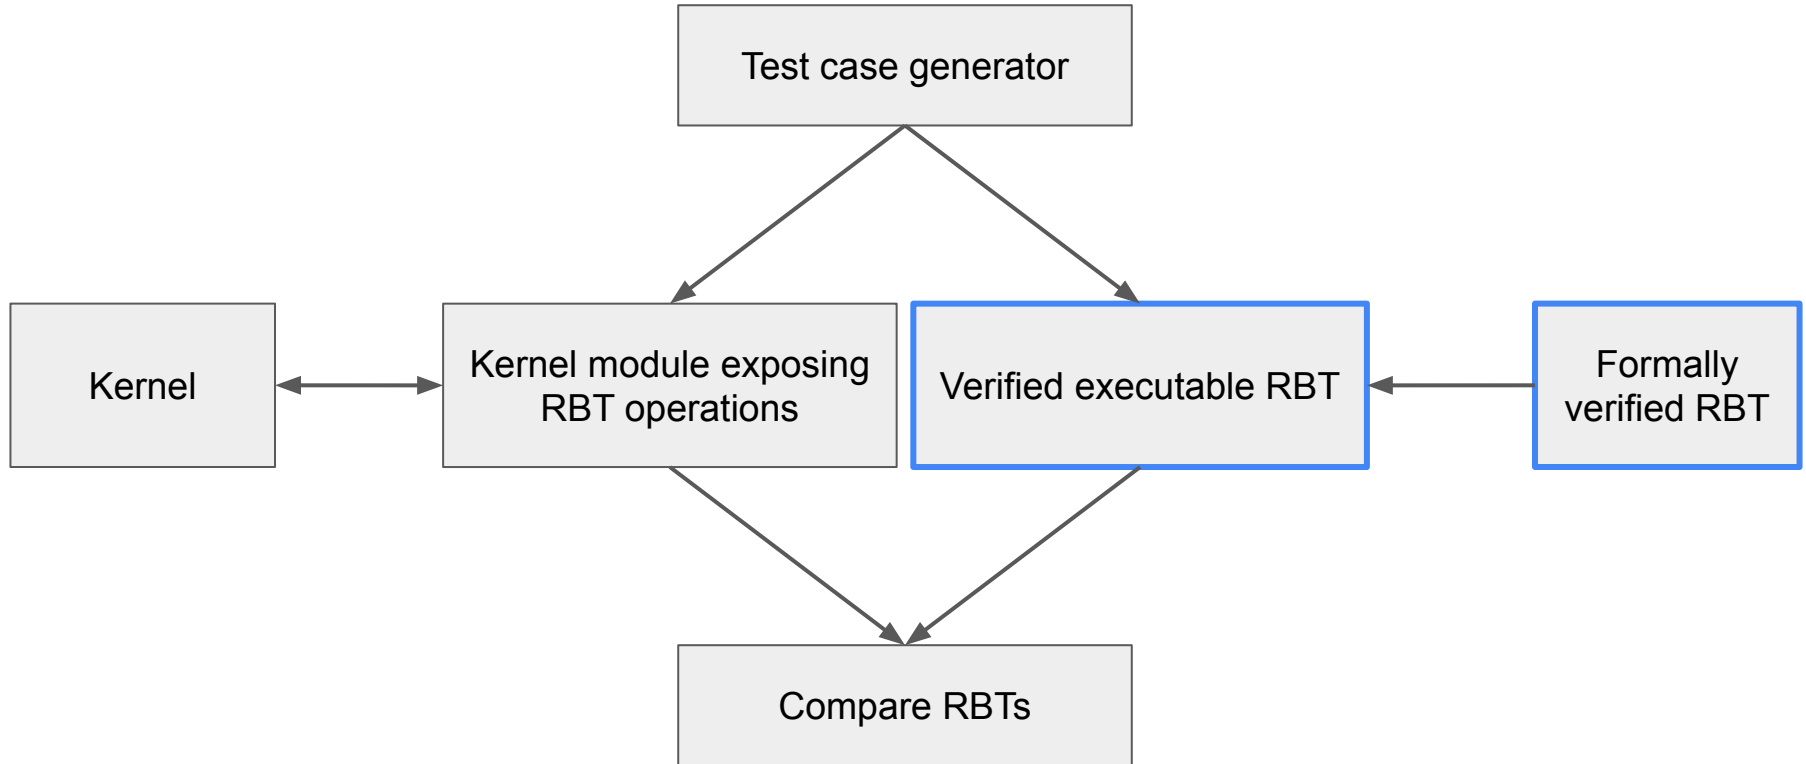 Test case generator
Kernel
Kernel module exposing
RBT operations
Verified executable RBT
Formally
verified RBT
Compare RBTs